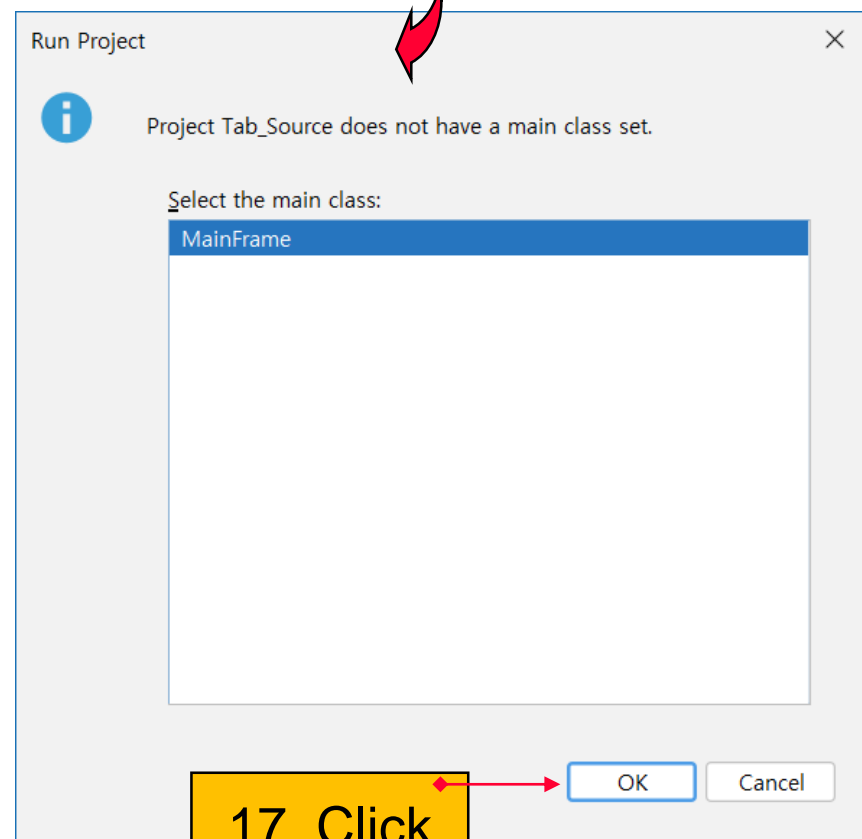 Run Project
Project Tab_Source does not have a main class set.
Select the main class:
MainFrame
OK Cancel
17. Click